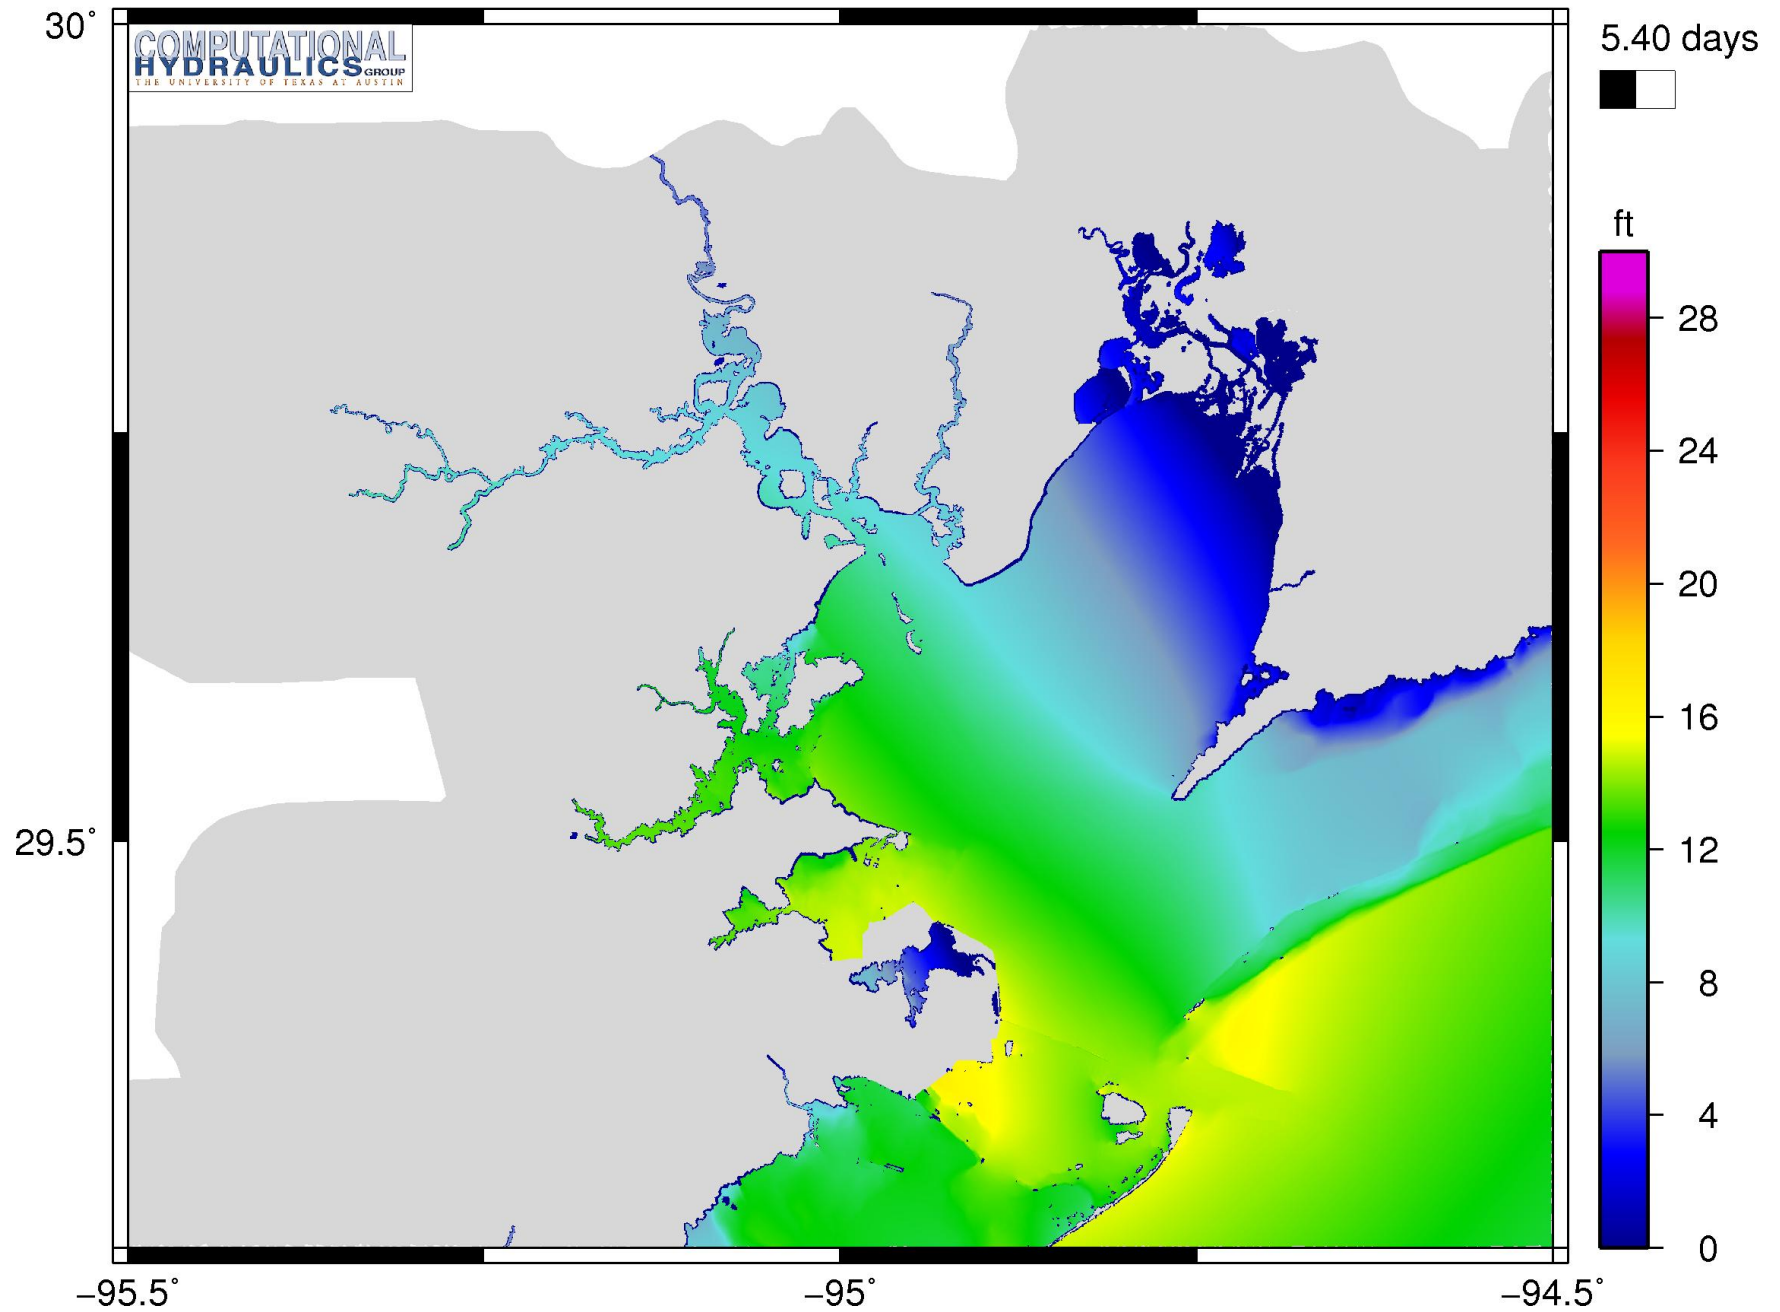 30°
COMPUTATIONAL
HYDRAULICS GROUP
THE UNIVERSITY OF TEXAS AT AUSTIN
5.40 days
ft
28
24
20
16
29.5°
12
8
4
0
−95.5°
−95°
−94.5°